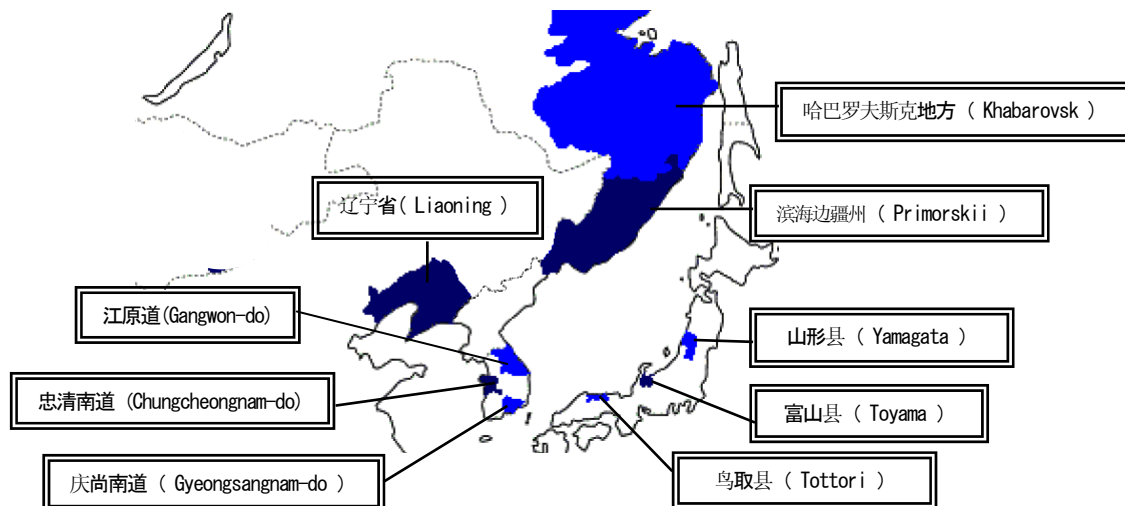 哈巴罗夫斯克地方 ( Khabarovsk )
辽宁省( Liaoning )
滨海边疆州 ( Primorskii )
江原道(Gangwon-do)
山形县 ( Yamagata )
忠清南道 (Chungcheongnam-do)
富山县 ( Toyama )
庆尚南道 ( Gyeongsangnam-do )
鸟取县 ( Tottori )